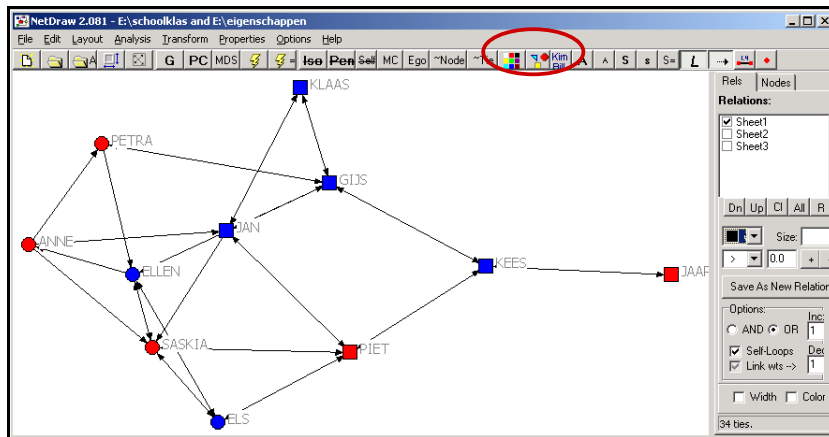 NetDraw 2.081 - E:\schoolklas and E:\eigenschappen
File Edit Layout Analysis Transform Properties Options Help
A G PC MDS = Iso Pen Self MC Ego ~Node ~Tie Kim Bill A A S s S= L
Rels Nodes
Relations:
Sheet1
Sheet2
Sheet3
Dn Up Cl All R
Size:
> 0.0 + -
Save As New Relation
Options:
Inc:
AND OR 1
Self-Loops Dec
Link wts --> 1
Width Color
34 ties.
KLAAS
PETRA
GIJS
JAN
ANNE
KEES
ELLEN
JAAP
SASKIA
PIET
ELS